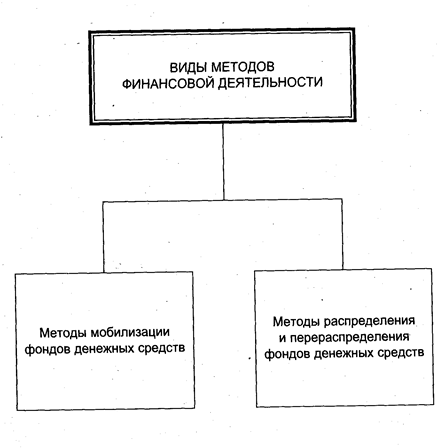 ВИДЫ МЕТОДОВ
ФИНАНСОВОЙ ДЕЯТЕЛЬНОСТИ
Методы мобилизации
фондов денежных средств
Методы распределения
и перераспределения
фондов денежных средств